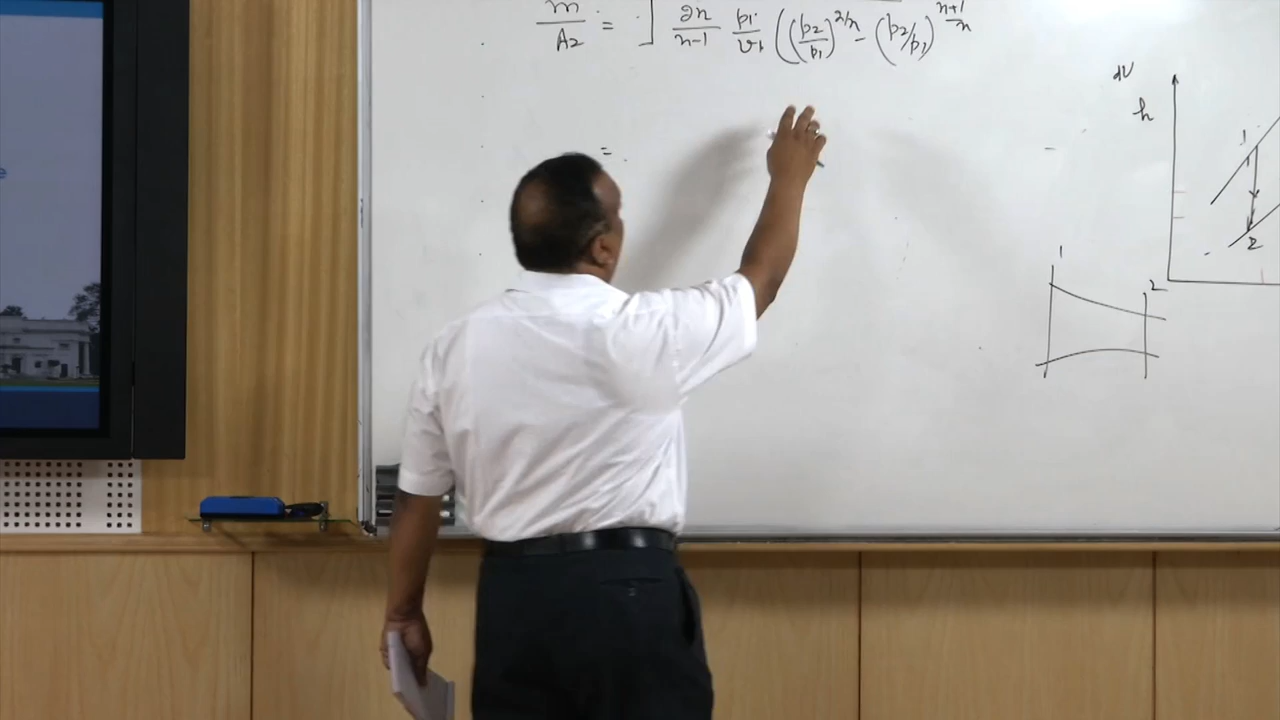 m/A2 = √ 2n/n-1 p1/v1 ((p2/p1)^2/n - (p2/p1)^n+1/n
=
h
1
2
1
2
e